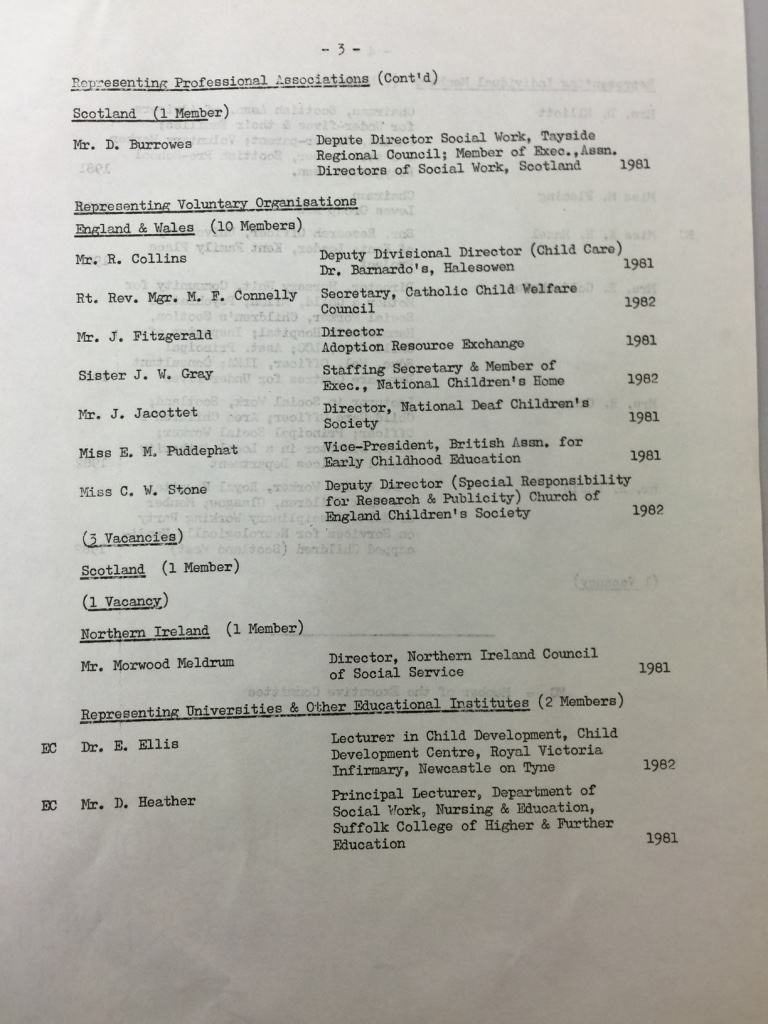 - 3 -
Representing Professional Associations (Cont'd)
Scotland (1 Member)
Mr. D. Burrowes Depute Director Social Work, Tayside
Regional Council; Member of Exec., Assn.
Directors of Social Work, Scotland 1981
Representing Voluntary Organisations
England & Wales (10 Members)
Mr. R. Collins Deputy Divisional Director (Child Care)
Dr. Barnardo's, Halesowen 1981
Rt. Rev. Mgr. M. F. Connelly Secretary, Catholic Child Welfare
Council 1982
Mr. J. Fitzgerald Director
Adoption Resource Exchange 1981
Sister J. W. Gray Staffing Secretary & Member of
Exec., National Children's Home 1982
Mr. J. Jacottet Director, National Deaf Children's
Society 1981
Miss E. M. Puddephat Vice-President, British Assn. for
Early Childhood Education 1981
Miss C. W. Stone Deputy Director (Special Responsibility
for Research & Publicity) Church of
England Children's Society 1982
(3 Vacancies)
Scotland (1 Member)
(1 Vacancy)
Northern Ireland (1 Member)
Mr. Morwood Meldrum Director, Northern Ireland Council
of Social Service 1981
Representing Universities & Other Educational Institutes (2 Members)
EC Dr. E. Ellis Lecturer in Child Development, Child
Development Centre, Royal Victoria
Infirmary, Newcastle on Tyne 1982
EC Mr. D. Heather Principal Lecturer, Department of
Social Work, Nursing & Education,
Suffolk College of Higher & Further
Education 1981